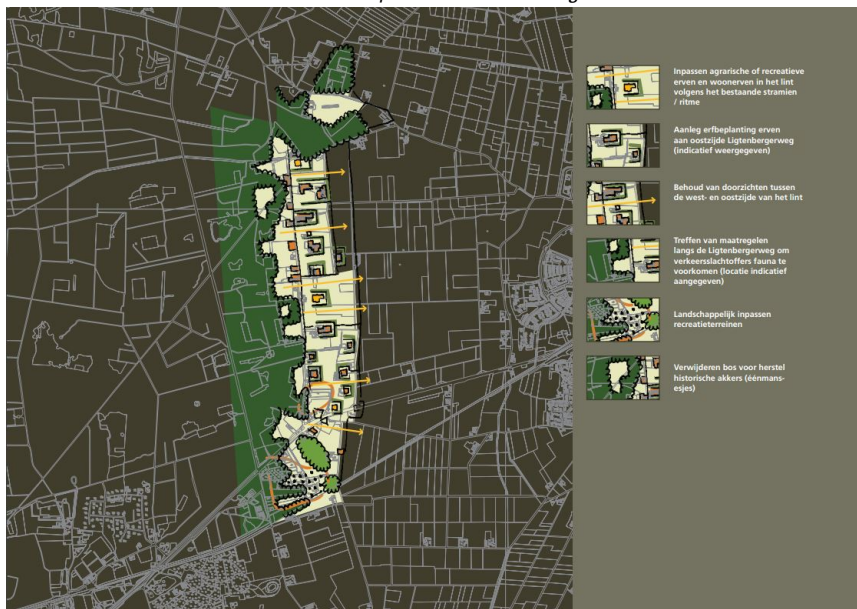 Inpassen agrarische of recreatieve
erven en woonerven in het lint
volgens het bestaande stramien
/ ritme
Aanleg erfbeplanting erven
aan oostzijde Ligtenbergerweg
(indicatief weergegeven)
Behoud van doorzichten tussen
de west- en oostzijde van het lint
Treffen van maatregelen
langs de Ligtenbergerweg om
verkeersslachtoffers fauna te
voorkomen (locatie indicatief
aangegeven)
Landschappelijk inpassen
recreatieterreinen
Verwijderen bos voor herstel
historische akkers (éénmans-
esjes)